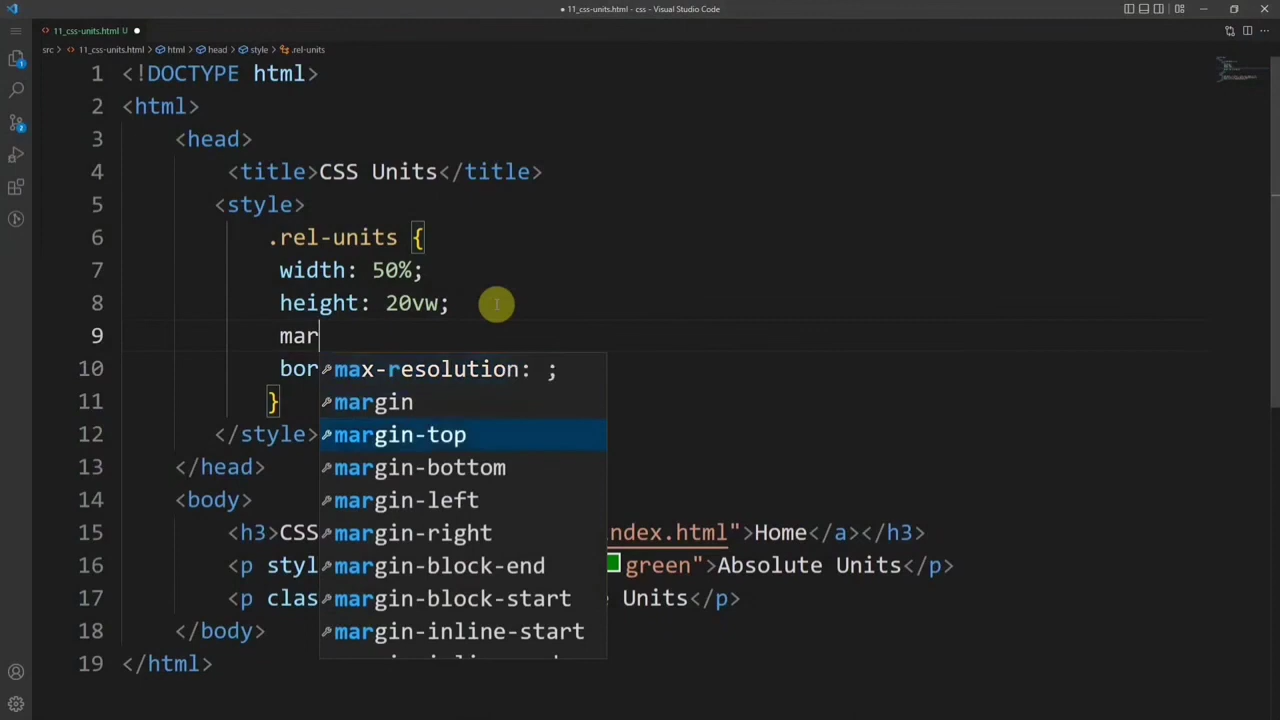 11_css-units.html - css - Visual Studio Code
11_css-units.html U
src > 11_css-units.html > html > head > style > .rel-units
1 <!DOCTYPE html>
2 <html>
3 <head>
4 <title>CSS Units</title>
5 <style>
6 .rel-units {
7 width: 50%;
8 height: 20vw;
9 mar
10 bor
max-resolution: ;
margin
11 }
12 </style>
margin-top
13 </head>
margin-bottom
14 <body>
margin-left
15 <h3>CSS
margin-right
ndex.html">Home</a></h3>
16 <p styl
margin-block-end
green">Absolute Units</p>
17 <p clas
margin-block-start
Units</p>
18 </body>
margin-inline-start
19 </html>
1
2